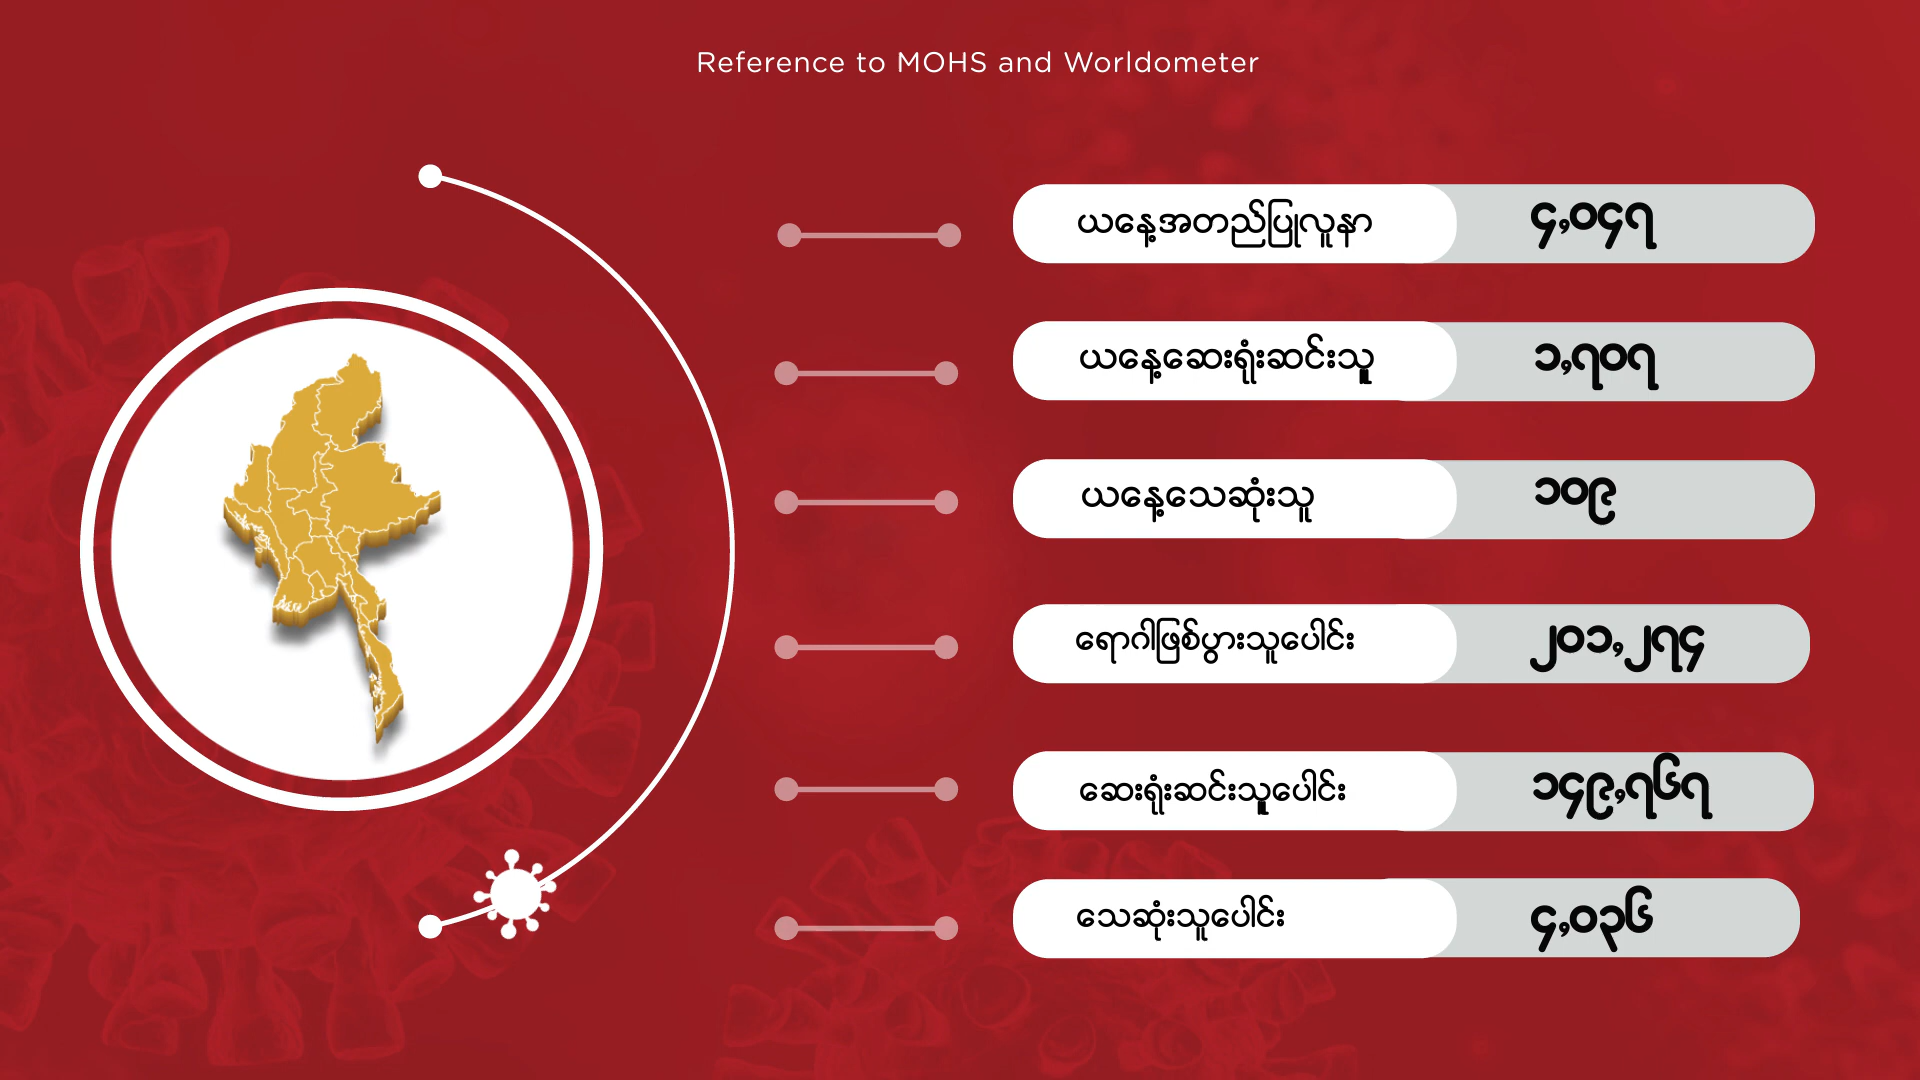 Reference to MOHS and Worldometer
ယနေ့အတည်ပြုလူနာ ၄,၀၄၇
ယနေ့ဆေးရုံးဆင်းသူ ၁,၇၀၇
ယနေ့သေဆုံးသူ ၁၀၉
ရောဂါဖြစ်ပွားသူပေါင်း ၂၀၁,၂၇၄
ဆေးရုံးဆင်းသူပေါင်း ၁၄၉,၇၆၇
သေဆုံးသူပေါင်း ၄,၀၃၆